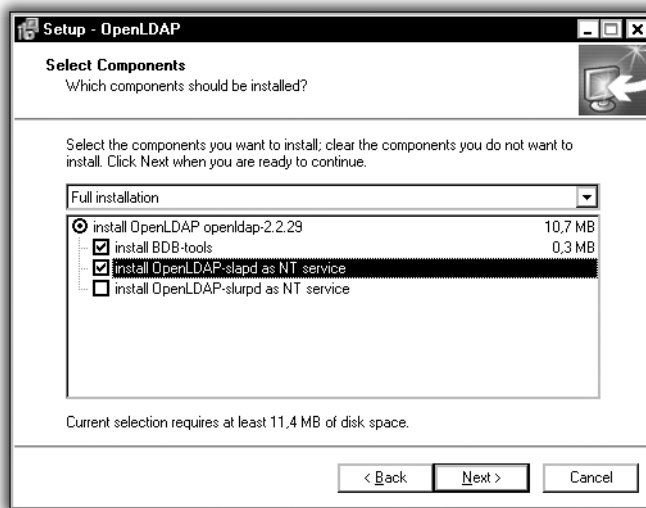 Setup - OpenLDAP
Select Components
Which components should be installed?
Select the components you want to install; clear the components you do not want to
install. Click Next when you are ready to continue.
Full installation
install OpenLDAP openldap-2.2.29 10,7 MB
install BDB-tools 0,3 MB
install OpenLDAP-slapd as NT service
install OpenLDAP-slurpd as NT service
Current selection requires at least 11,4 MB of disk space.
< Back Next > Cancel